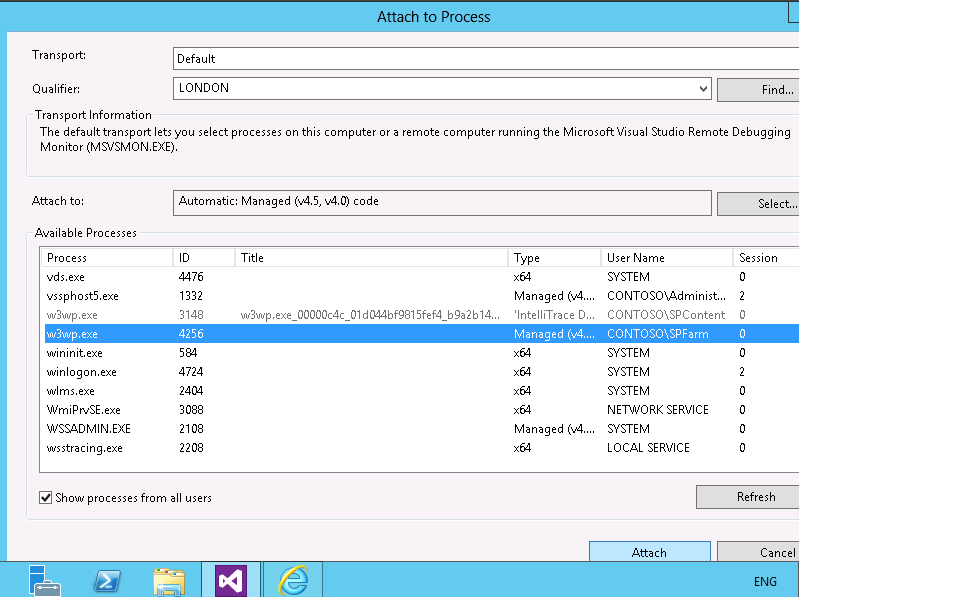 Attach to Process
Transport: Default
Qualifier: LONDON Find...
Transport Information
The default transport lets you select processes on this computer or a remote computer running the Microsoft Visual Studio Remote Debugging
Monitor (MSVSMON.EXE).
Attach to: Automatic: Managed (v4.5, v4.0) code Select...
Available Processes
Process ID Title Type User Name Session
vds.exe 4476 x64 SYSTEM 0
vssphost5.exe 1332 Managed (v4.... CONTOSO\Administ... 2
w3wp.exe 3148 w3wp.exe_00000c4c_01d044bf9815fef4_b9a2b14... 'IntelliTrace D... CONTOSO\SPContent 0
w3wp.exe 4256 Managed (v4.... CONTOSO\SPFarm 0
wininit.exe 584 x64 SYSTEM 0
winlogon.exe 4724 x64 SYSTEM 2
wlms.exe 2404 x64 SYSTEM 0
WmiPrvSE.exe 3088 x64 NETWORK SERVICE 0
WSSADMIN.EXE 2108 Managed (v4.... SYSTEM 0
wsstracing.exe 2208 x64 LOCAL SERVICE 0
Show processes from all users
Refresh
Attach Cancel
ENG